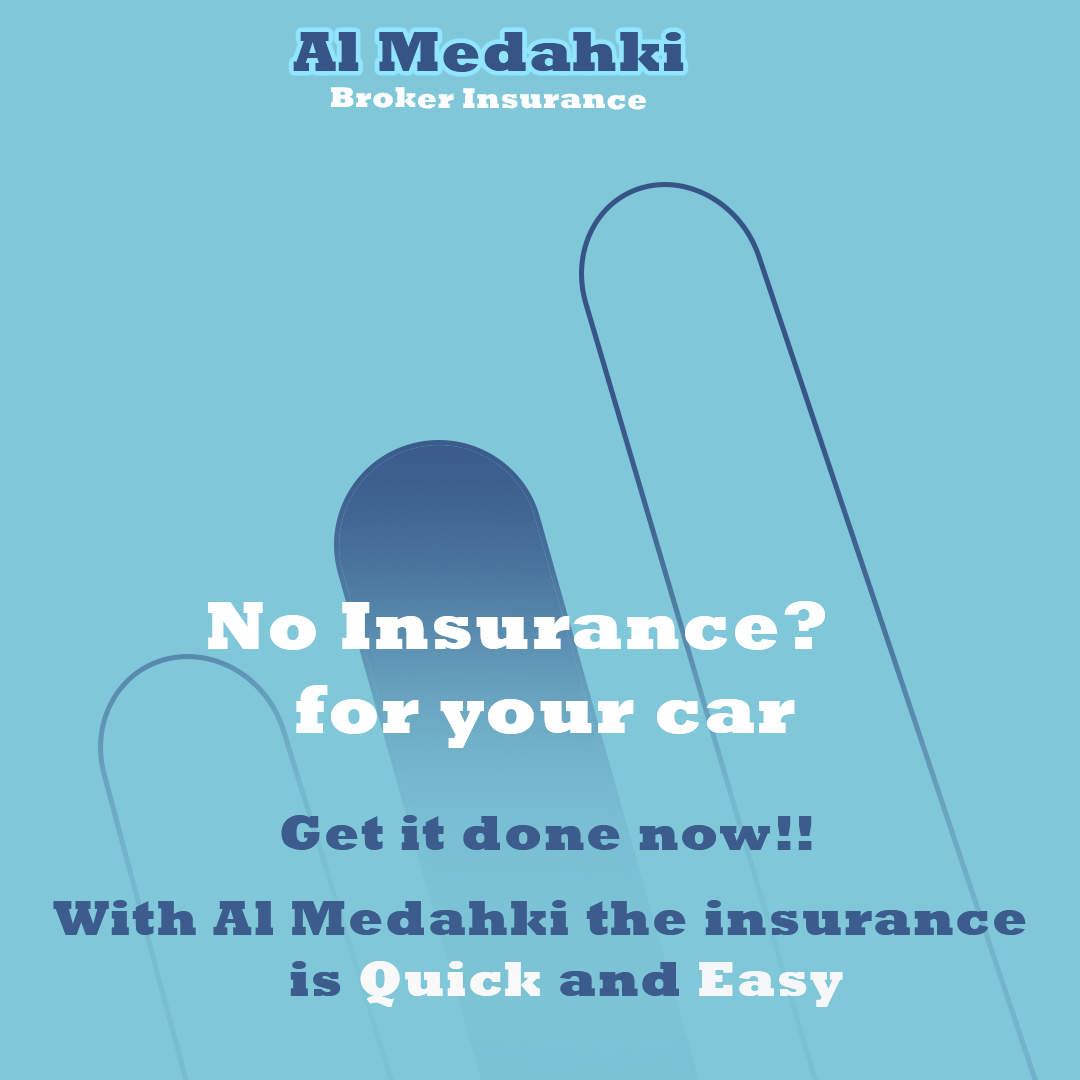 Al Medahki
Broker Insurance
No Insurance?
for your car
Get it done now!!
With Al Medahki the insurance
is Quick and Easy